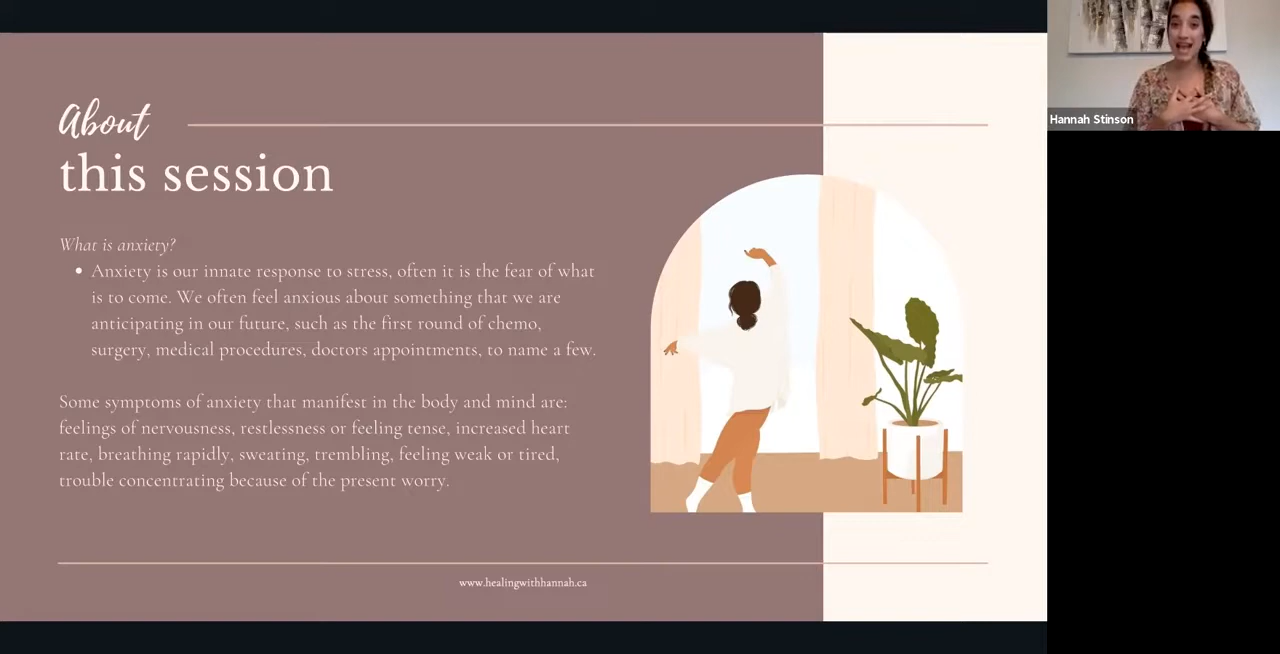 About
this session
What is anxiety?
• Anxiety is our innate response to stress, often it is the fear of what
is to come. We often feel anxious about something that we are
anticipating in our future, such as the first round of chemo,
surgery, medical procedures, doctors appointments, to name a few.
Some symptoms of anxiety that manifest in the body and mind are:
feelings of nervousness, restlessness or feeling tense, increased heart
rate, breathing rapidly, sweating, trembling, feeling weak or tired,
trouble concentrating because of the present worry.
www.healingwithhannah.ca
Hannah Stinson